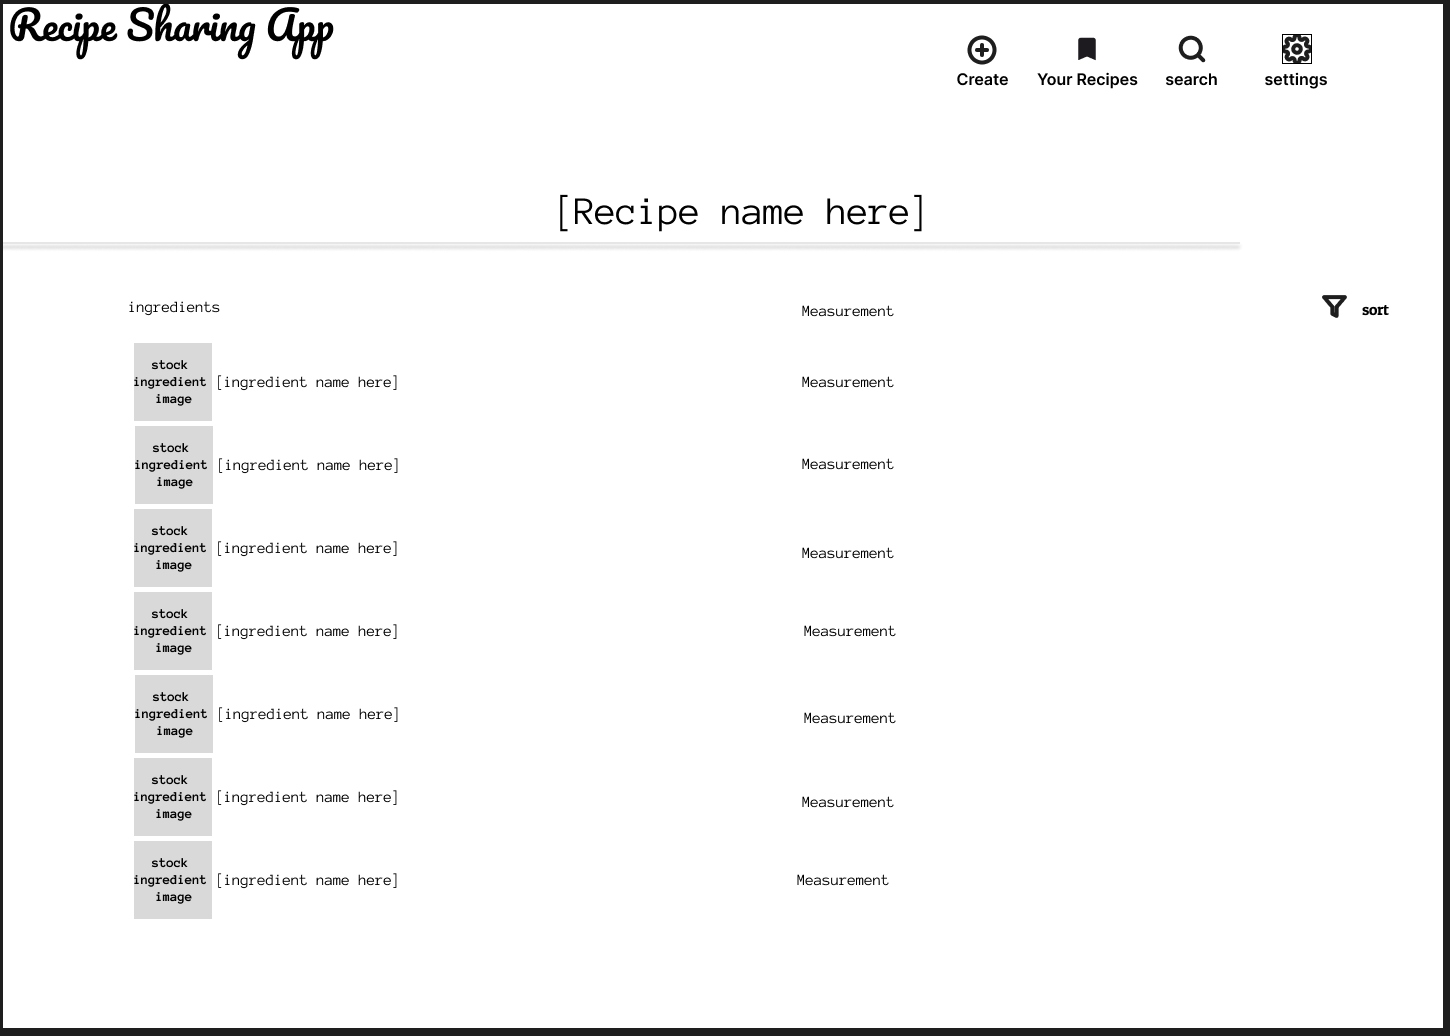 Recipe Sharing App
Create Your Recipes search settings
[Recipe name here]
ingredients Measurement sort
stock
ingredient [ingredient name here] Measurement
image
stock
ingredient [ingredient name here] Measurement
image
stock
ingredient [ingredient name here] Measurement
image
stock
ingredient [ingredient name here] Measurement
image
stock
ingredient [ingredient name here] Measurement
image
stock
ingredient [ingredient name here] Measurement
image
stock
ingredient [ingredient name here] Measurement
image